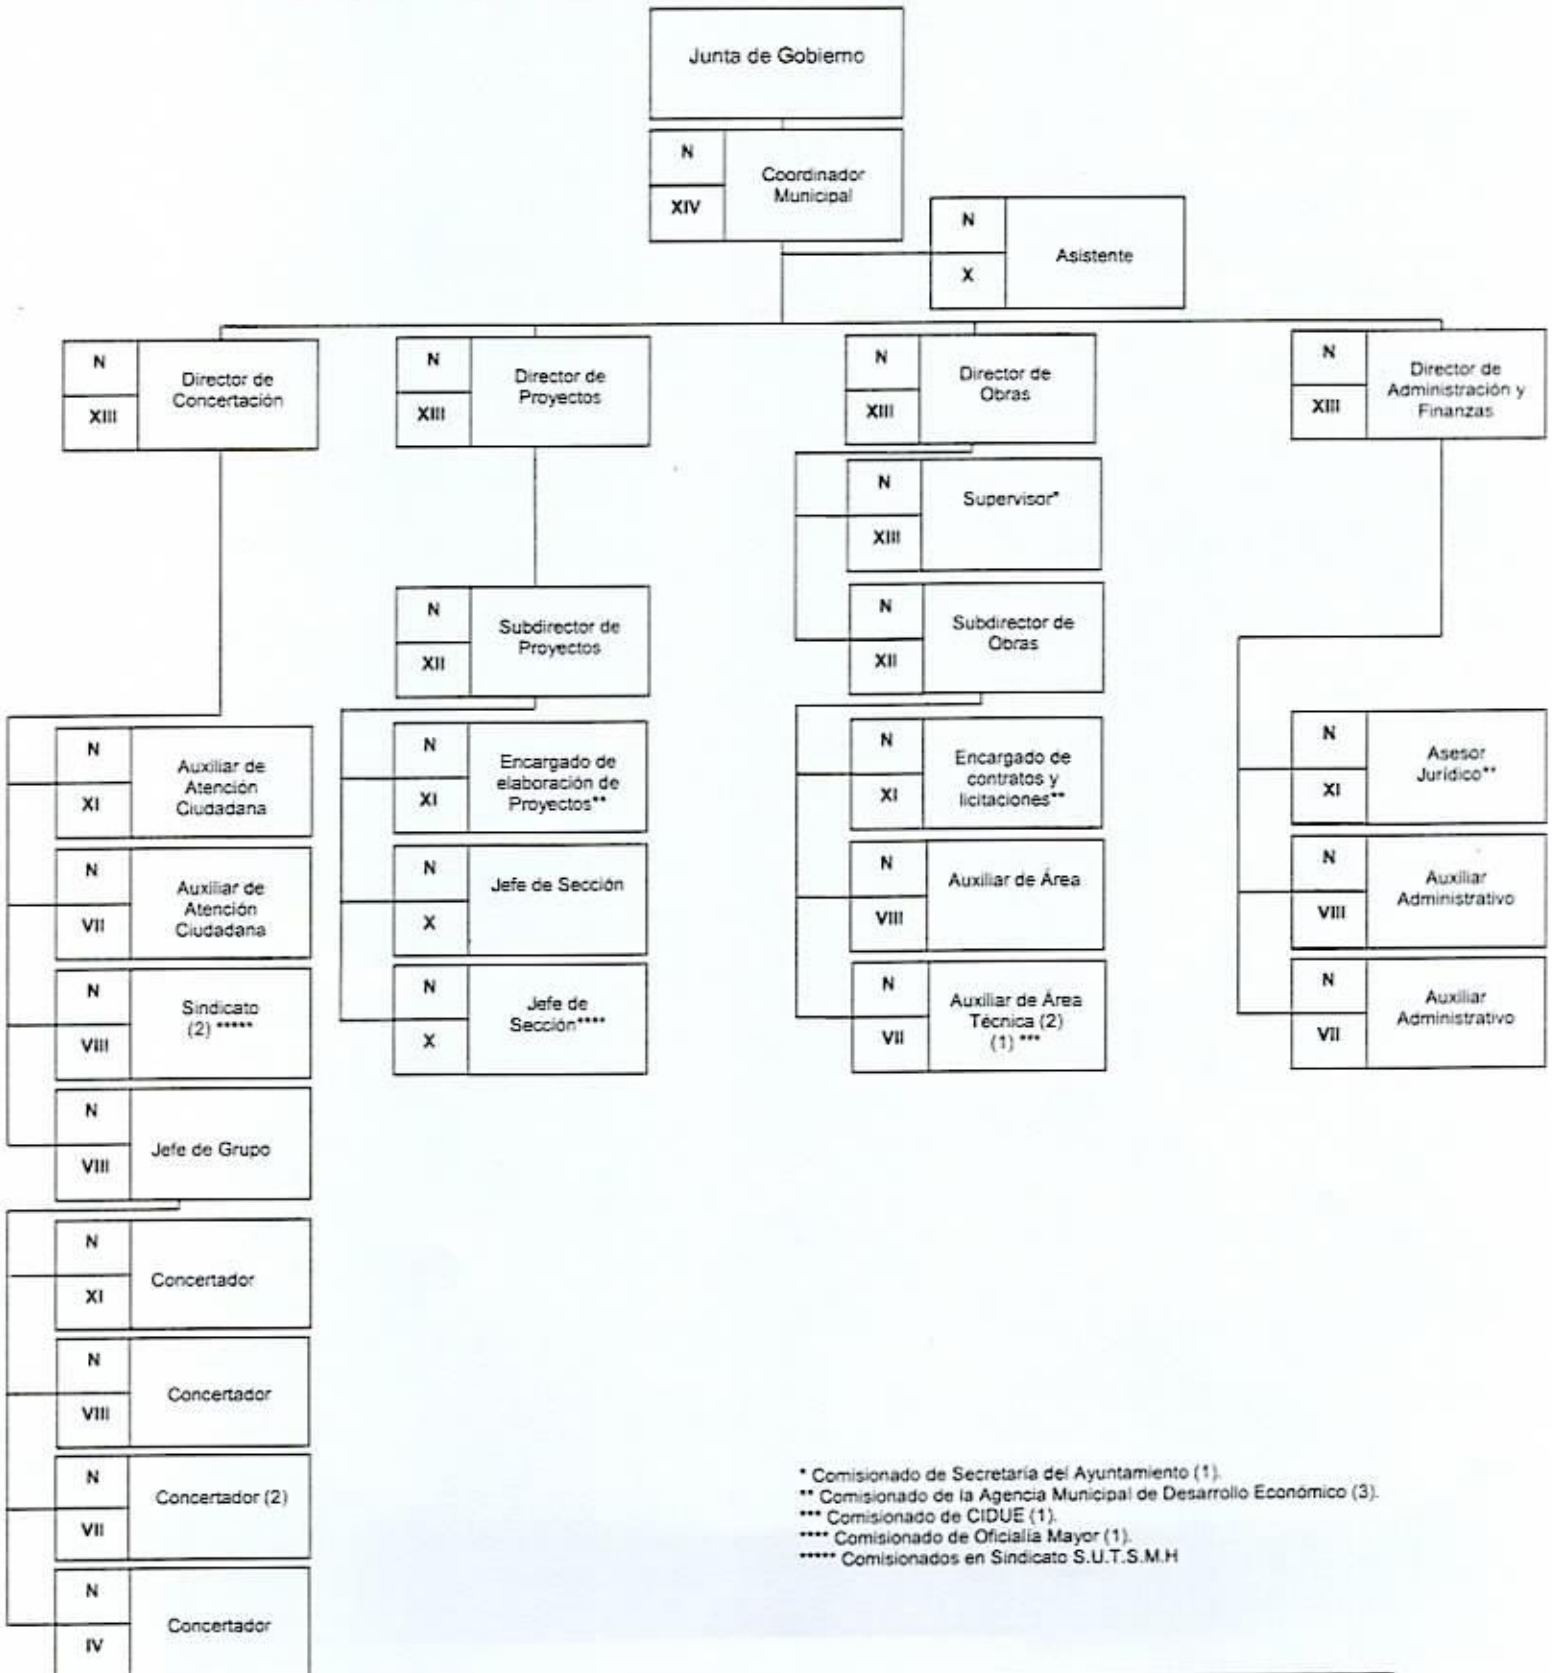 Junta de Gobierno
N
XIV
Coordinador
Municipal
N
X
Asistente
N
XIII
Director de
Concertación
N
XIII
Director de
Proyectos
N
XIII
Director de
Obras
N
XIII
Director de
Administración y
Finanzas
N
XIII
Supervisor*
N
XII
Subdirector de
Proyectos
N
XII
Subdirector de
Obras
N
XI
Auxiliar de
Atención
Ciudadana
N
VII
Auxiliar de
Atención
Ciudadana
N
VIII
Sindicato
(2) *****
N
VIII
Jefe de Grupo
N
XI
Concertador
N
VIII
Concertador
N
VII
Concertador (2)
N
IV
Concertador
N
XI
Encargado de
elaboración de
Proyectos**
N
X
Jefe de Sección
N
X
Jefe de
Sección****
N
XI
Encargado de
contratos y
licitaciones**
N
VIII
Auxiliar de Área
N
VII
Auxiliar de Área
Técnica (2)
(1) ***
N
XI
Asesor
Jurídico**
N
VIII
Auxiliar
Administrativo
N
VII
Auxiliar
Administrativo
* Comisionado de Secretaría del Ayuntamiento (1).
** Comisionado de la Agencia Municipal de Desarrollo Económico (3).
*** Comisionado de CIDUE (1).
**** Comisionado de Oficialía Mayor (1).
***** Comisionados en Sindicato S.U.T.S.M.H